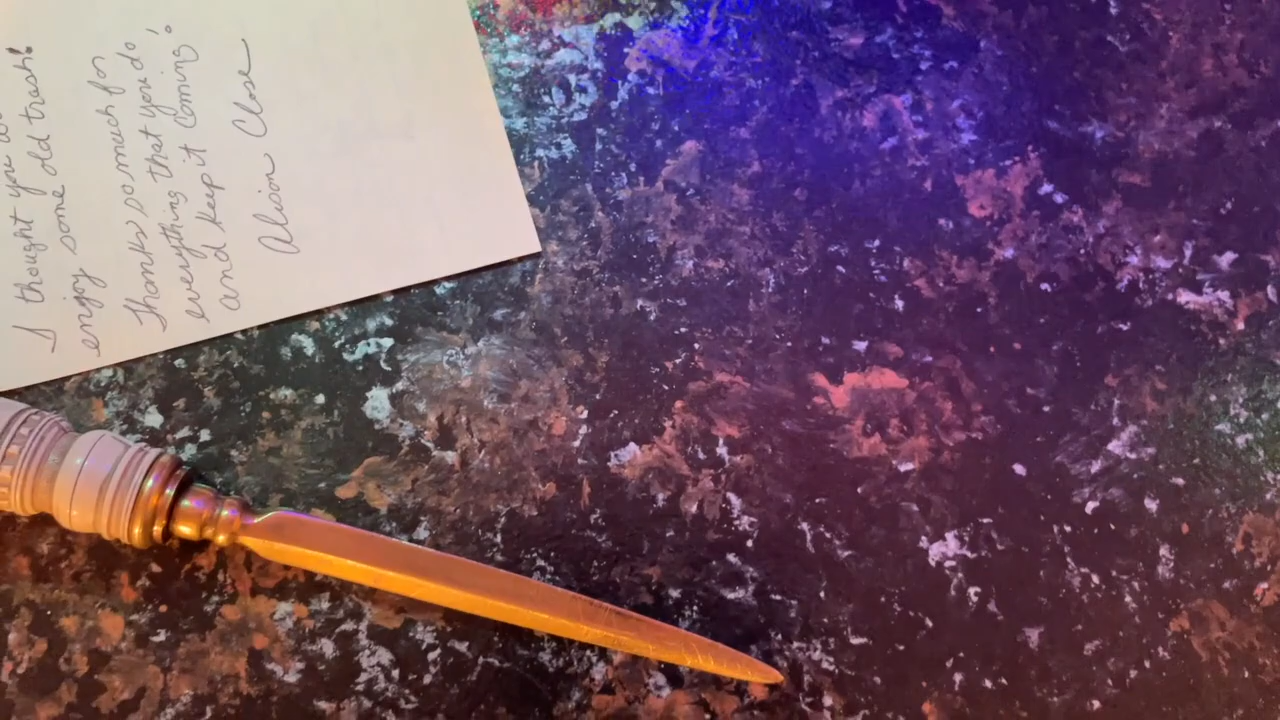 I thought you
enjoy some old trash!
Thanks so much for
everything that you do,
and keep it coming.
Alison Close